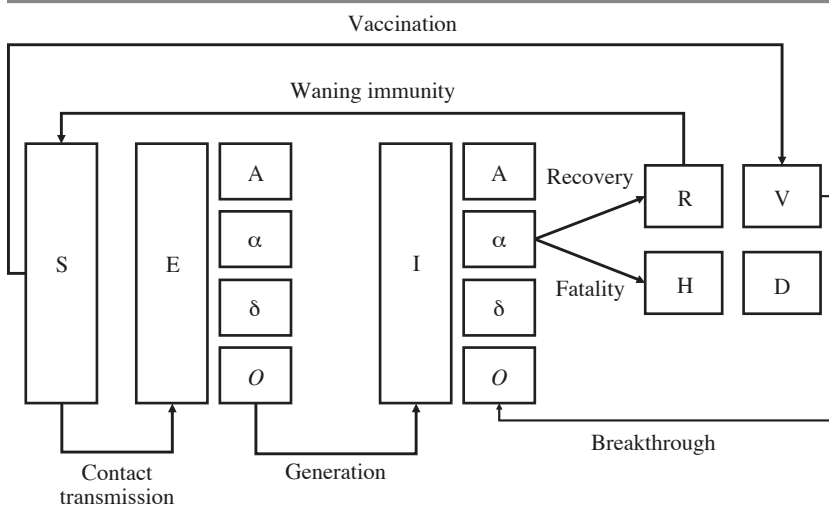 Vaccination
Waning immunity
S
E
A
α
δ
O
I
A
α
δ
O
Recovery
Fatality
R
V
H
D
Contact
transmission
Generation
Breakthrough